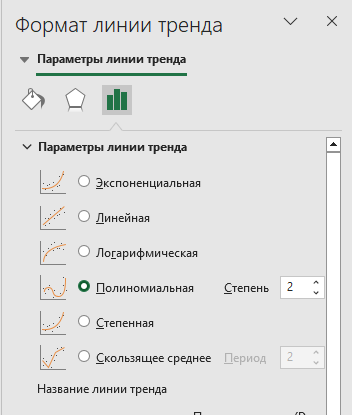 Формат линии тренда
Параметры линии тренда
Параметры линии тренда
Экспоненциальная
Линейная
Логарифмическая
Полиномиальная Степень 2
Степенная
Скользящее среднее Период 2
Название линии тренда